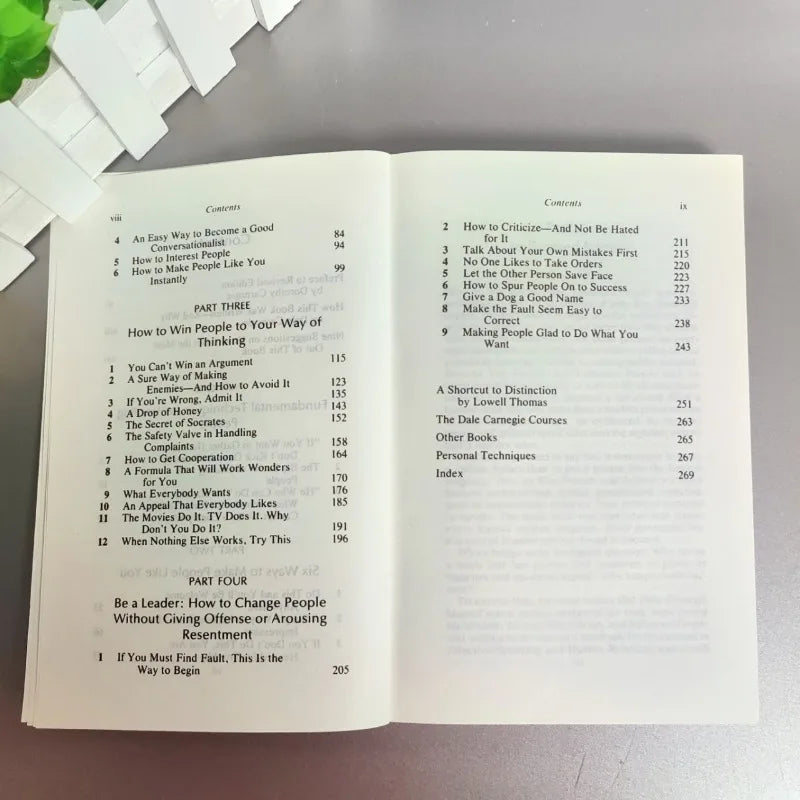 viii
Contents
4 An Easy Way to Become a Good
Conversationalist 84
5 How to Interest People 94
6 How to Make People Like You
Instantly 99
PART THREE
How to Win People to Your Way of
Thinking
1 You Can't Win an Argument 115
2 A Sure Way of Making
Enemies—And How to Avoid It 123
3 If You're Wrong, Admit It 135
4 A Drop of Honey 143
5 The Secret of Socrates 152
6 The Safety Valve in Handling
Complaints 158
7 How to Get Cooperation 164
8 A Formula That Will Work Wonders
for You 170
9 What Everybody Wants 176
10 An Appeal That Everybody Likes 185
11 The Movies Do It. TV Does It. Why
Don't You Do It? 191
12 When Nothing Else Works, Try This 196
PART FOUR
Be a Leader: How to Change People
Without Giving Offense or Arousing
Resentment
1 If You Must Find Fault, This Is the
Way to Begin 205
Contents ix
2 How to Criticize—And Not Be Hated
for It 211
3 Talk About Your Own Mistakes First 215
4 No One Likes to Take Orders 220
5 Let the Other Person Save Face 223
6 How to Spur People On to Success 227
7 Give a Dog a Good Name 233
8 Make the Fault Seem Easy to
Correct 238
9 Making People Glad to Do What You
Want 243
A Shortcut to Distinction
by Lowell Thomas 251
The Dale Carnegie Courses 263
Other Books 265
Personal Techniques 267
Index 269